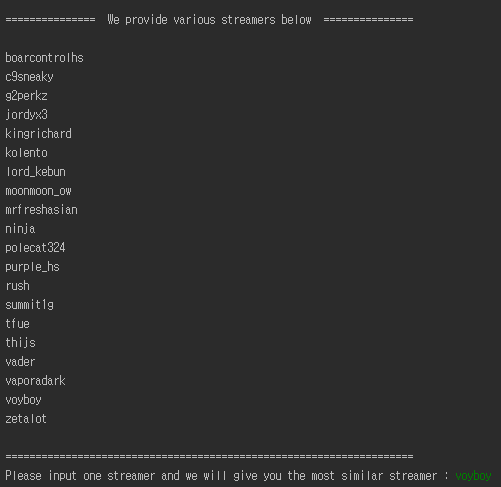 ===============  We provide various streamers below  ===============
boarcontrolhs
c9sneaky
g2perkz
jordyx3
kingrichard
kolento
lord_kebun
moonmoon_ow
mrfreshasian
ninja
polecat324
purple_hs
rush
summit1g
tfue
thijs
vader
vaporadark
voyboy
zetalot
====================================================================
Please input one streamer and we will give you the most similar streamer : voyboy